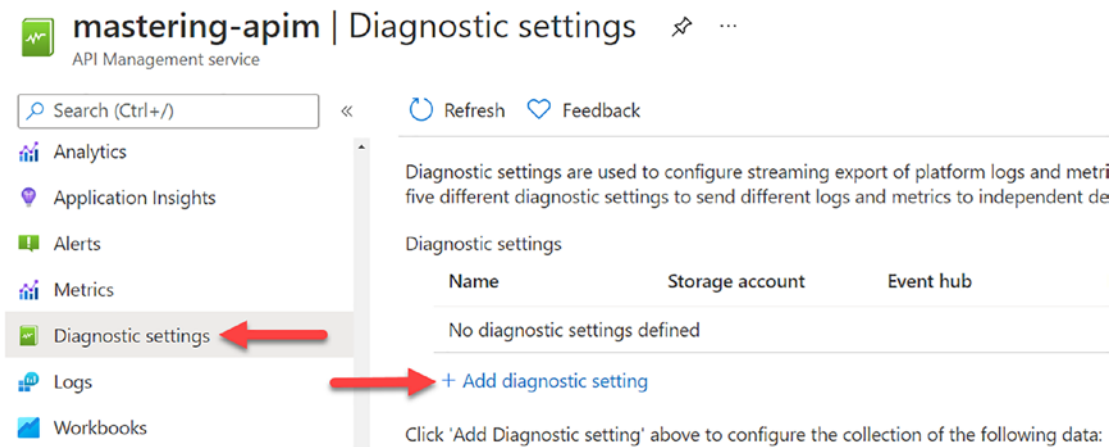 mastering-apim | Diagnostic settings ...
API Management service
Search (Ctrl+/)
«
Refresh
Feedback
Analytics
Application Insights
Alerts
Metrics
Diagnostic settings
Logs
Workbooks
Diagnostic settings are used to configure streaming export of platform logs and metri
five different diagnostic settings to send different logs and metrics to independent de
Diagnostic settings
Name Storage account Event hub
No diagnostic settings defined
+ Add diagnostic setting
Click 'Add Diagnostic setting' above to configure the collection of the following data: